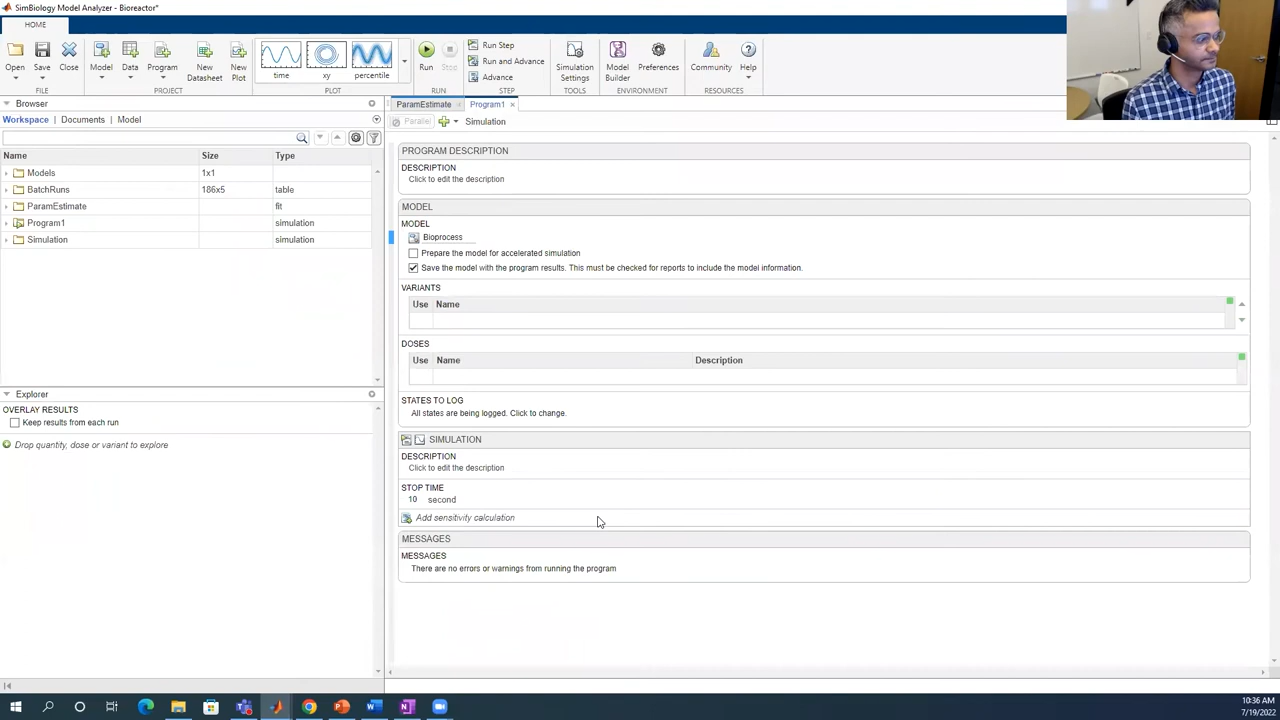 SimBiology Model Analyzer - Bioreactor*
HOME
Open
Save
Close
Model
Data
Program
New
Datasheet
New
Plot
time
xy
percentile
Run
Stop
Run Step
Run and Advance
Advance
Simulation
Settings
Model
Builder
Preferences
Community
Help
FILE
PROJECT
PLOT
RUN
STEP
TOOLS
ENVIRONMENT
RESOURCES
Browser
Workspace Documents Model
Name Size Type
Models 1x1
BatchRuns 186x5 table
ParamEstimate fit
Program1 simulation
Simulation simulation
Explorer
OVERLAY RESULTS
Keep results from each run
Drop quantity, dose or variant to explore
ParamEstimate × Program1 ×
Parallel Simulation
PROGRAM DESCRIPTION
DESCRIPTION
Click to edit the description
MODEL
MODEL
Bioprocess
Prepare the model for accelerated simulation
Save the model with the program results. This must be checked for reports to include the model information.
VARIANTS
Use Name
DOSES
Use Name Description
STATES TO LOG
All states are being logged. Click to change.
SIMULATION
DESCRIPTION
Click to edit the description
STOP TIME
10 second
Add sensitivity calculation
MESSAGES
MESSAGES
There are no errors or warnings from running the program
10:36 AM
7/19/2022